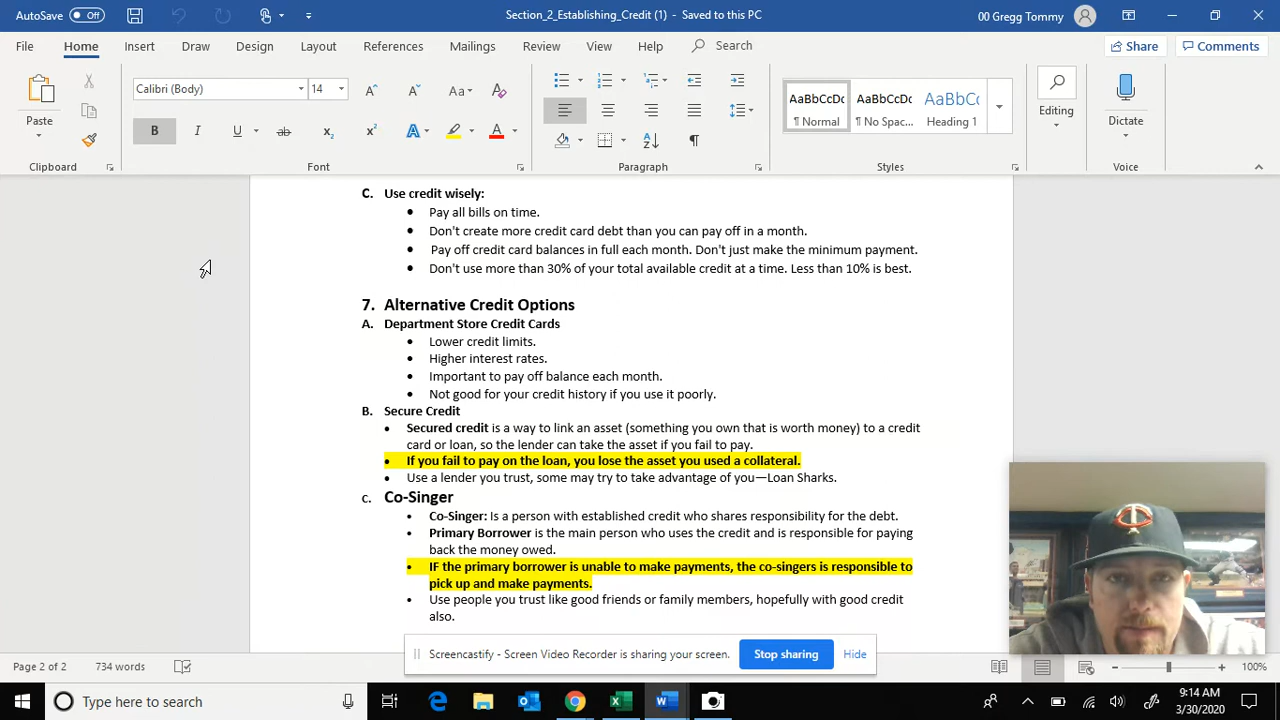 AutoSave Off
Section_2_Establishing_Credit (1) - Saved to this PC
00 Gregg Tommy
File Home Insert Draw Design Layout References Mailings Review View Help Search
Share Comments
Paste
Clipboard
Calibri (Body) 14
Aa
B I U ab x2 x2 A A
Font
Paragraph
AaBbCcDc AaBbCcDc AaBbCc
¶ Normal ¶ No Spac... Heading 1
Styles
Editing
Dictate
Voice
C. Use credit wisely:
• Pay all bills on time.
• Don't create more credit card debt than you can pay off in a month.
• Pay off credit card balances in full each month. Don't just make the minimum payment.
• Don't use more than 30% of your total available credit at a time. Less than 10% is best.
7. Alternative Credit Options
A. Department Store Credit Cards
• Lower credit limits.
• Higher interest rates.
• Important to pay off balance each month.
• Not good for your credit history if you use it poorly.
B. Secure Credit
• Secured credit is a way to link an asset (something you own that is worth money) to a credit
card or loan, so the lender can take the asset if you fail to pay.
• If you fail to pay on the loan, you lose the asset you used a collateral.
• Use a lender you trust, some may try to take advantage of you—Loan Sharks.
C. Co-Singer
• Co-Singer: Is a person with established credit who shares responsibility for the debt.
• Primary Borrower is the main person who uses the credit and is responsible for paying
back the money owed.
• IF the primary borrower is unable to make payments, the co-singers is responsible to
pick up and make payments.
• Use people you trust like good friends or family members, hopefully with good credit
also.
Screencastify - Screen Video Recorder is sharing your screen. Stop sharing Hide
Page 2 of 2 734 words
100%
Type here to search
9:14 AM
3/30/2020